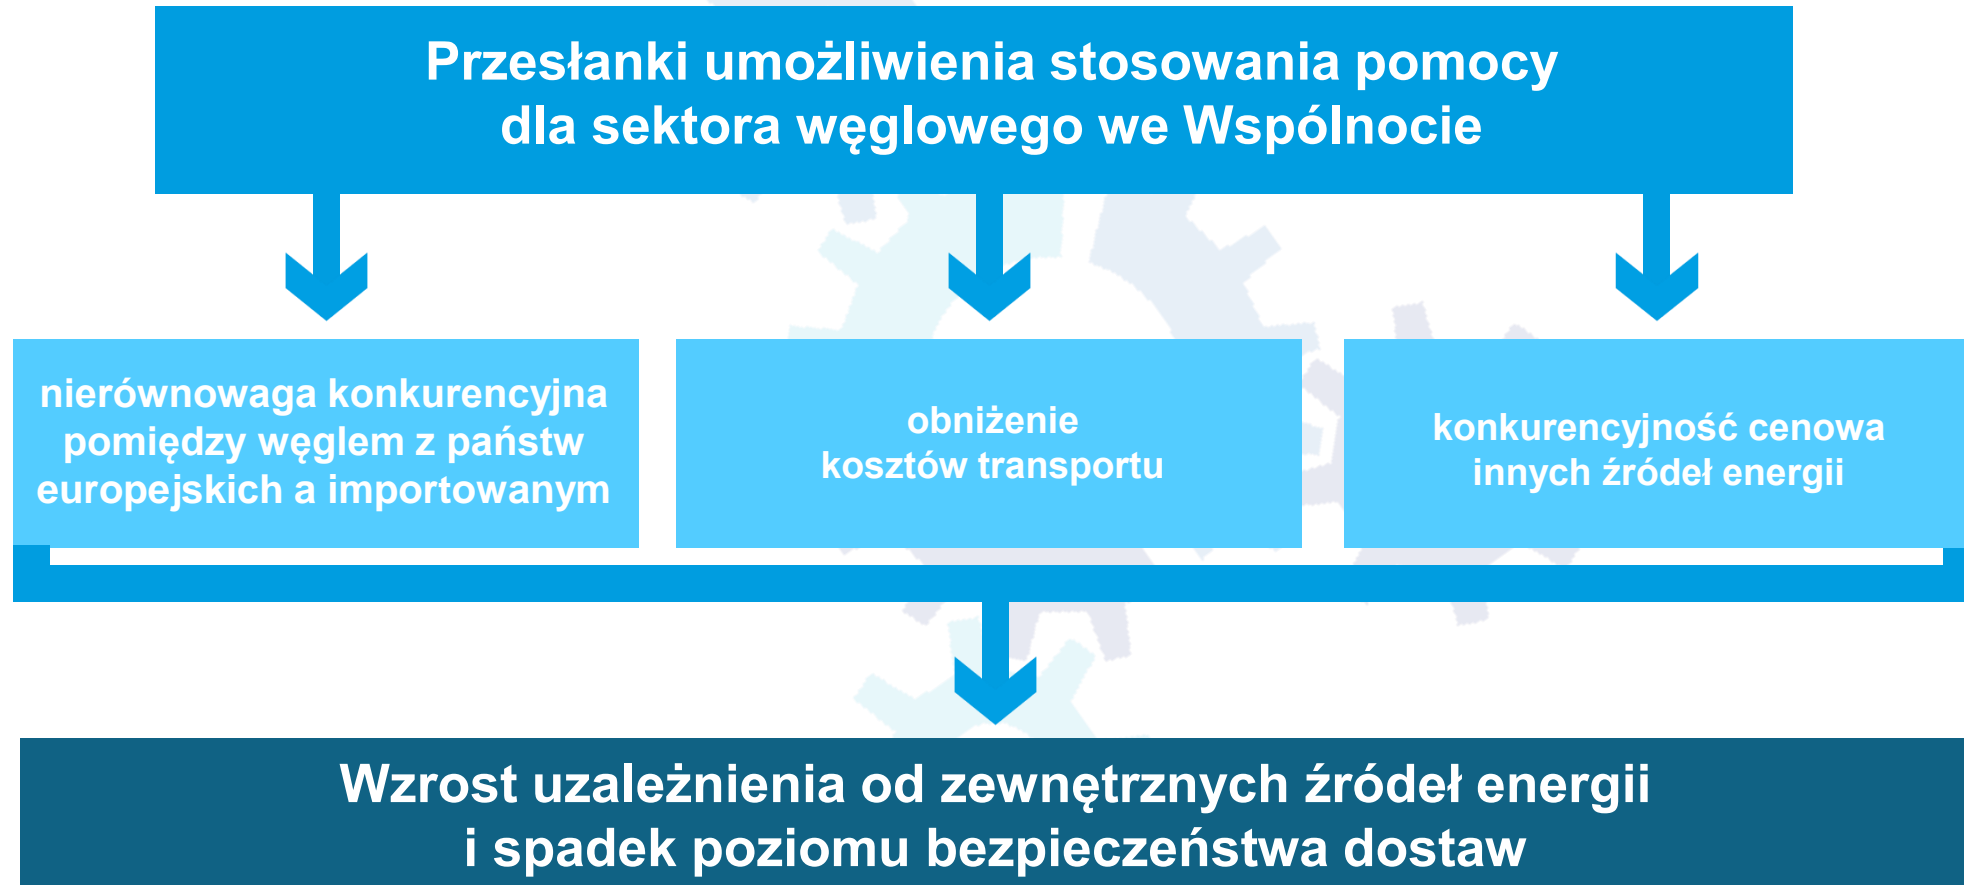 Przesłanki umożliwienia stosowania pomocy
dla sektora węglowego we Wspólnocie
nierównowaga konkurencyjna
pomiędzy węglem z państw
europejskich a importowanym
obniżenie
kosztów transportu
konkurencyjność cenowa
innych źródeł energii
Wzrost uzależnienia od zewnętrznych źródeł energii
i spadek poziomu bezpieczeństwa dostaw